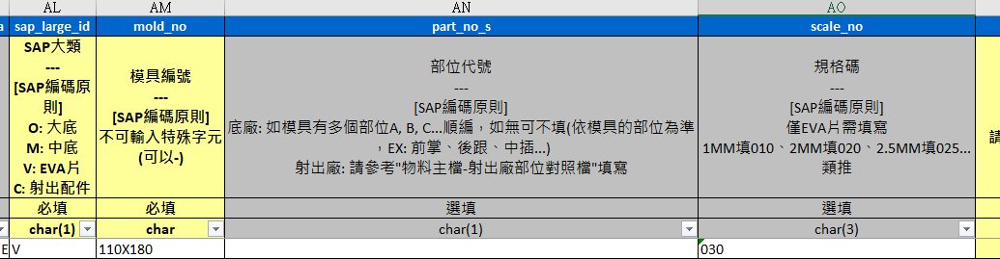 AL AM AN AO
a sap_large_id mold_no part_no_s scale_no
SAP大類
---
[SAP編碼原
則]
O: 大底
M: 中底
V: EVA片
C: 射出配件
模具編號
---
[SAP編碼原則]
不可輸入特殊字元
(可以-)
部位代號
---
[SAP編碼原則]
底廠: 如模具有多個部位A, B, C...順編，如無可不填(依模具的部位為準
，EX: 前掌、後跟、中插...)
射出廠: 請參考"物料主檔-射出廠部位對照檔"填寫
規格碼
---
[SAP編碼原則]
僅EVA片需填寫
1MM填010、2MM填020、2.5MM填025...
類推
必填 必填 選填 選填
char(1) char char(1) char(3)
E V 110X180 030